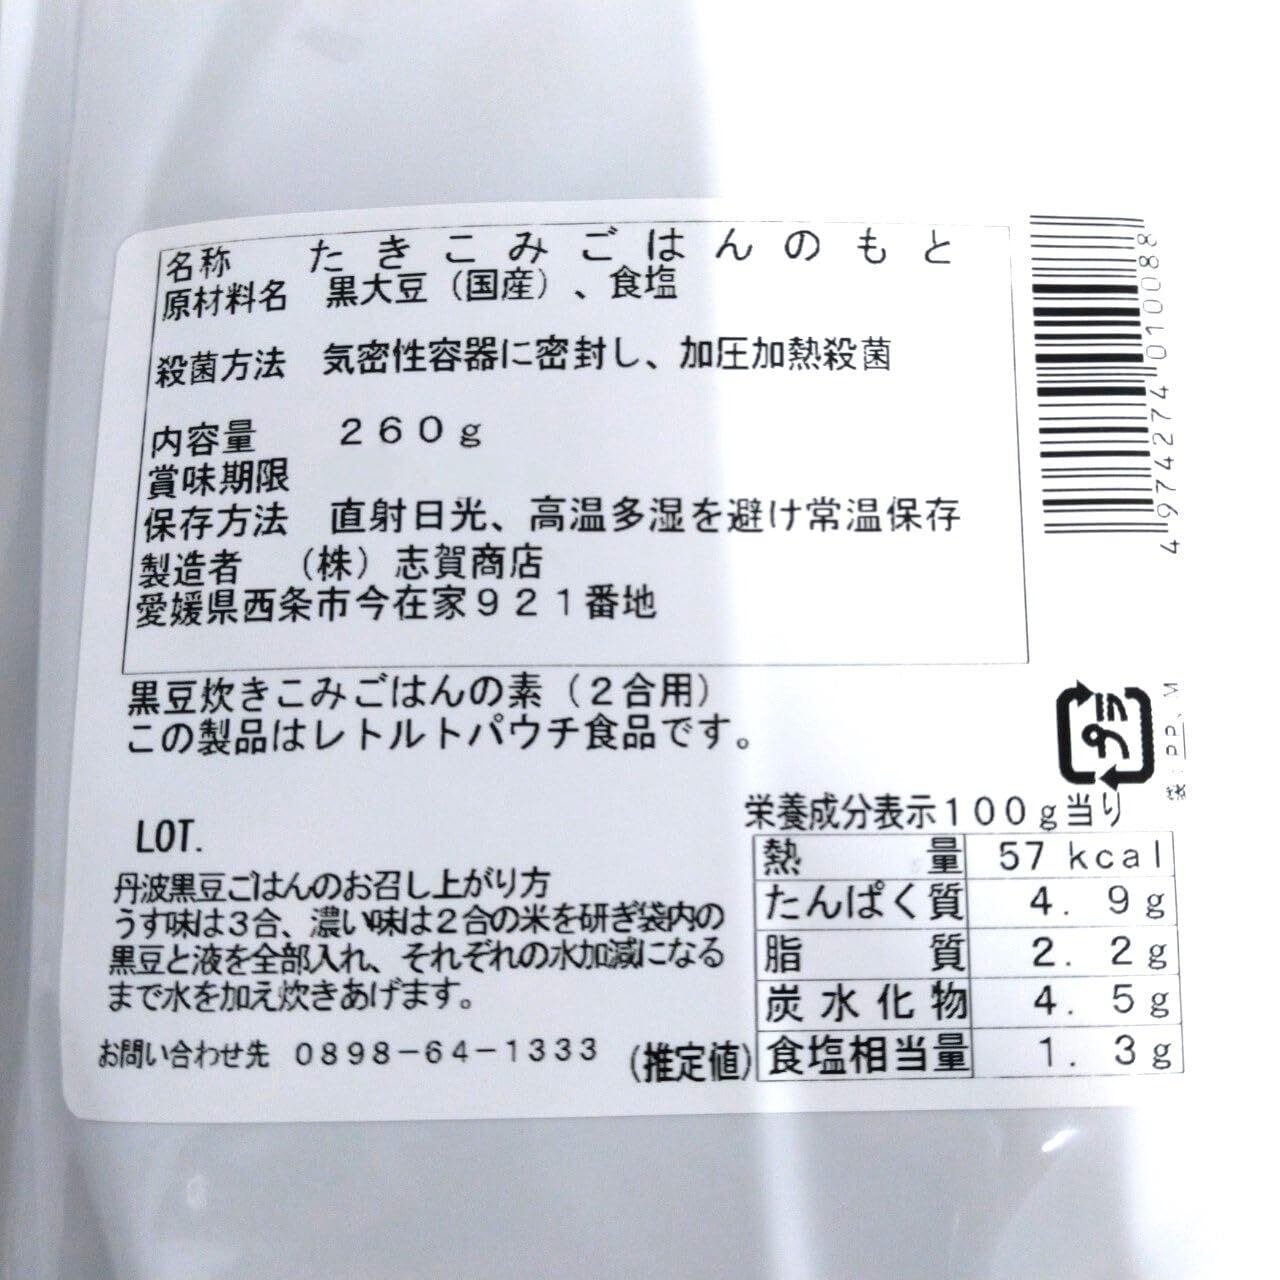 名称 たきこみごはんのもと
原材料名 黒大豆（国産）、食塩
殺菌方法 気密性容器に密封し、加圧加熱殺菌
内容量 ２６０ｇ
賞味期限
保存方法 直射日光、高温多湿を避け常温保存
製造者 （株）志賀商店
愛媛県西条市今在家９２１番地
4974274010088
黒豆炊きこみごはんの素（２合用）
この製品はレトルトパウチ食品です。
プラ
袋：PP、M
LOT.
丹波黒豆ごはんのお召し上がり方
うす味は３合、濃い味は２合の米を研ぎ袋内の
黒豆と液を全部入れ、それぞれの水加減になる
まで水を加え炊きあげます。
お問い合わせ先 ０８９８－６４－１３３３
栄養成分表示１００ｇ当り
熱量 57 kcal
たんぱく質 ４．９ｇ
脂質 ２．２ｇ
炭水化物 ４．５ｇ
食塩相当量 １．３ｇ
（推定値）